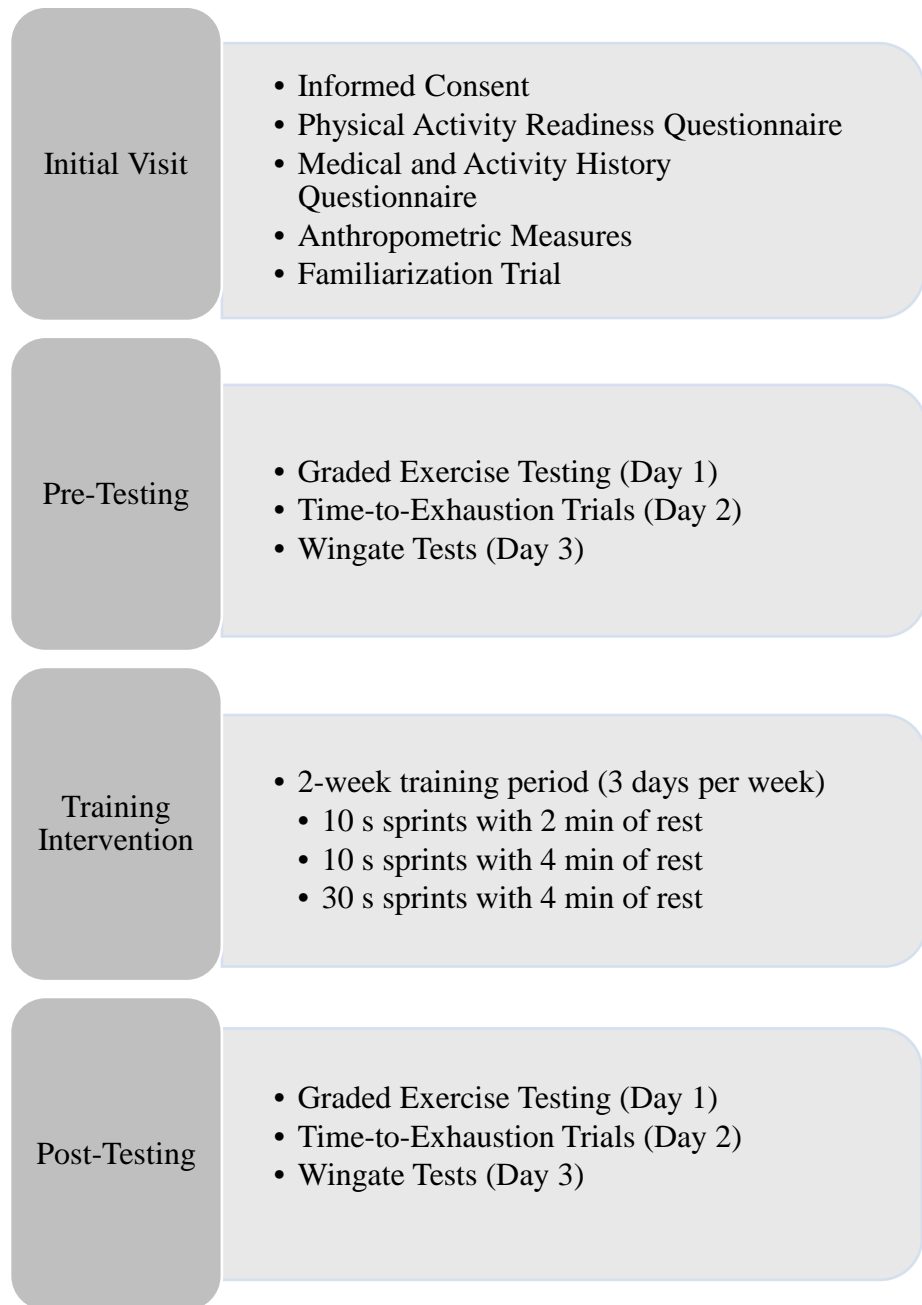 Initial Visit
• Informed Consent
• Physical Activity Readiness Questionnaire
• Medical and Activity History
Questionnaire
• Anthropometric Measures
• Familiarization Trial
Pre-Testing
• Graded Exercise Testing (Day 1)
• Time-to-Exhaustion Trials (Day 2)
• Wingate Tests (Day 3)
Training
Intervention
• 2-week training period (3 days per week)
• 10 s sprints with 2 min of rest
• 10 s sprints with 4 min of rest
• 30 s sprints with 4 min of rest
Post-Testing
• Graded Exercise Testing (Day 1)
• Time-to-Exhaustion Trials (Day 2)
• Wingate Tests (Day 3)